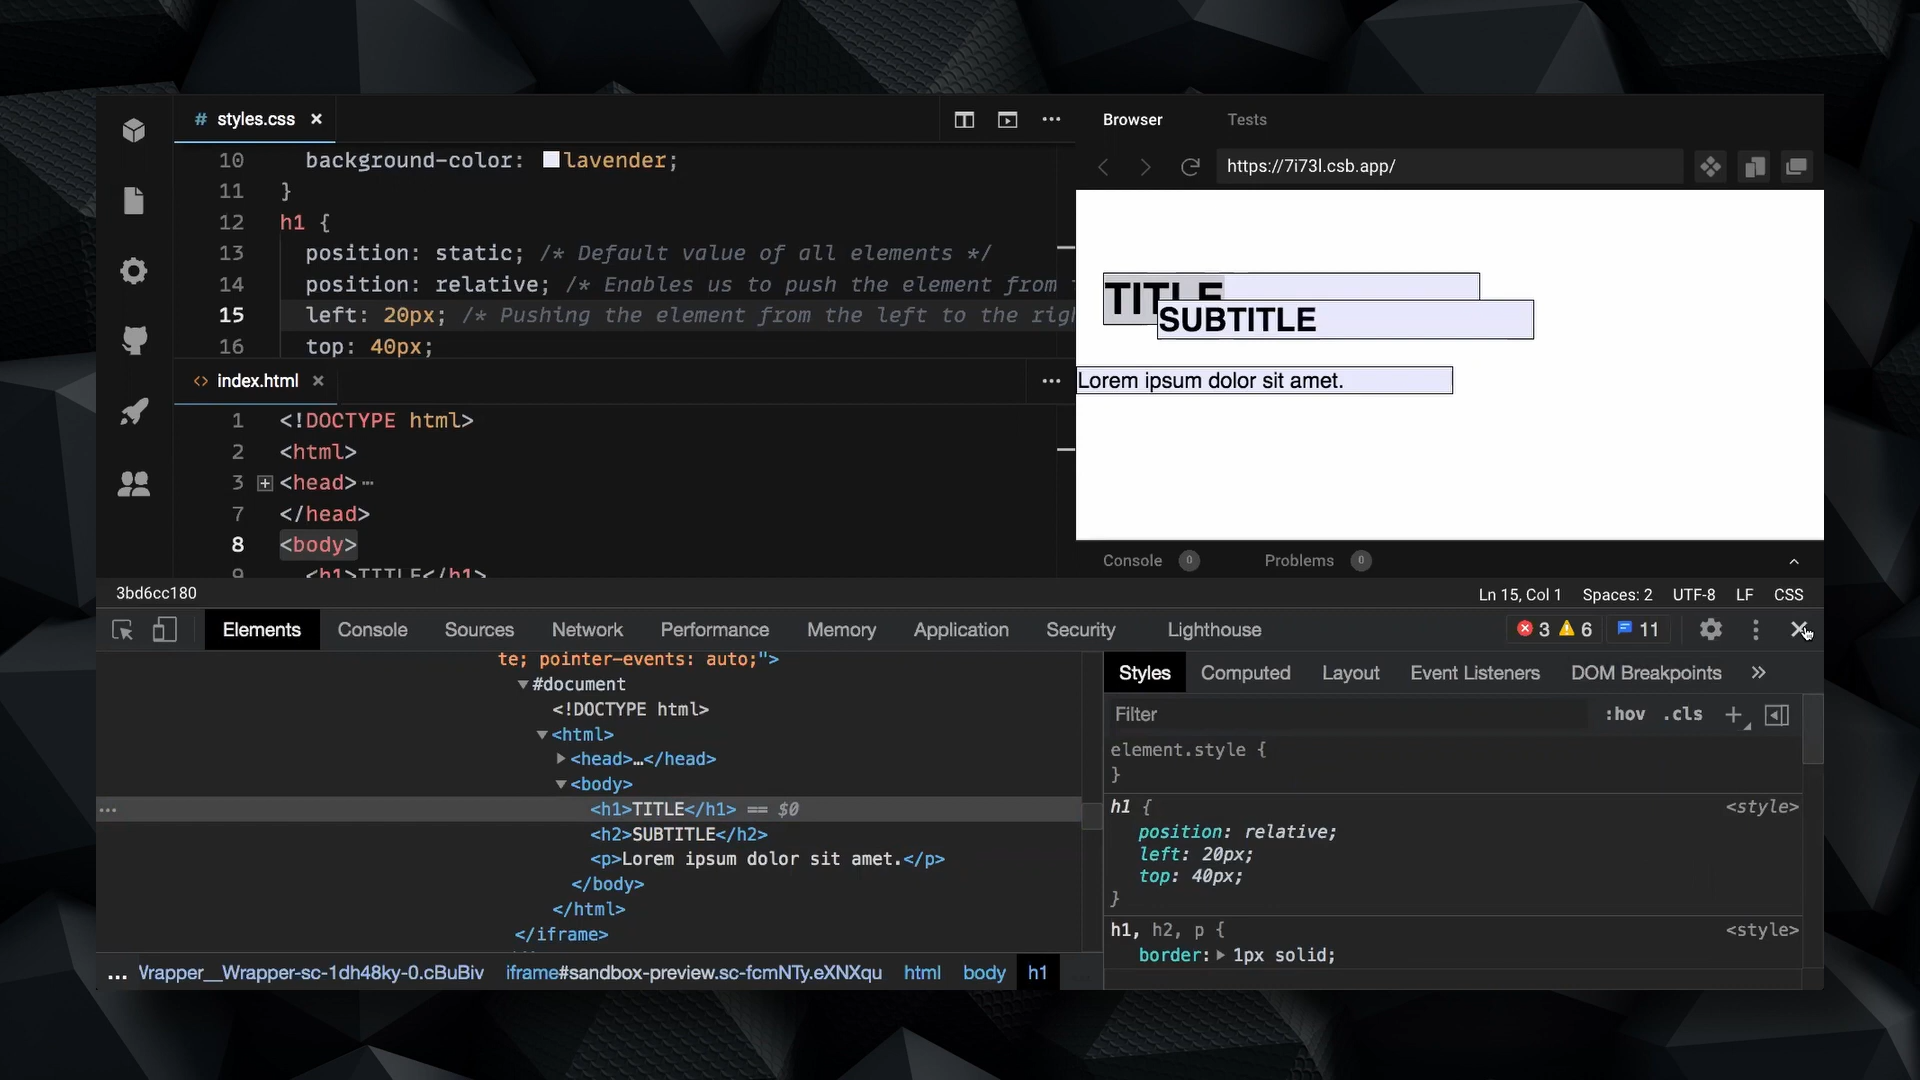 # styles.css ×
10 background-color: lavender;
11 }
12 h1 {
13 position: static; /* Default value of all elements */
14 position: relative; /* Enables us to push the element from
15 left: 20px; /* Pushing the element from the left to the
16 top: 40px;
<> index.html ×
1 <!DOCTYPE html>
2 <html>
3 <head>
7 </head>
8 <body>
9 <h1>TITLE</h1>
Browser Tests
https://7i73l.csb.app/
TITLE
SUBTITLE
Lorem ipsum dolor sit amet.
Console 0 Problems 0
3bd6cc180
Ln 15, Col 1 Spaces: 2 UTF-8 LF CSS
Elements Console Sources Network Performance Memory Application Security Lighthouse 3 6 11
te; pointer-events: auto;">
#document
<!DOCTYPE html>
<html>
<head>…</head>
<body>
<h1>TITLE</h1> == $0
<h2>SUBTITLE</h2>
<p>Lorem ipsum dolor sit amet.</p>
</body>
</html>
</iframe>
... Wrapper__Wrapper-sc-1dh48ky-0.cBuBiv iframe#sandbox-preview.sc-fcmNTy.eXNXqu html body h1
Styles Computed Layout Event Listeners DOM Breakpoints »
Filter :hov .cls +
element.style {
}
h1 { <style>
position: relative;
left: 20px;
top: 40px;
}
h1, h2, p { <style>
border: 1px solid;